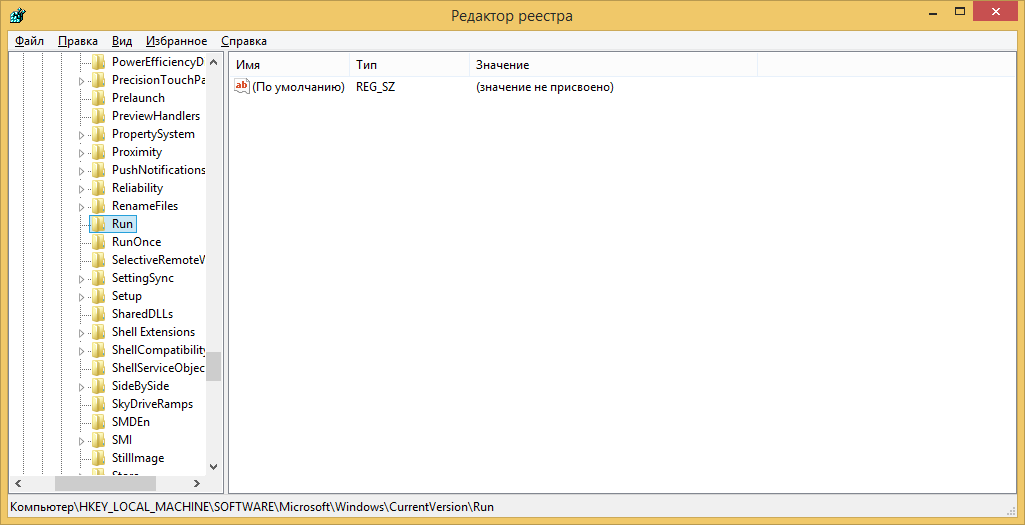 Редактор реестра
Файл Правка Вид Избранное Справка
PowerEfficiencyD
PrecisionTouchPa
Prelaunch
PreviewHandlers
PropertySystem
Proximity
PushNotifications
Reliability
RenameFiles
Run
RunOnce
SelectiveRemoteW
SettingSync
Setup
SharedDLLs
Shell Extensions
ShellCompatibility
ShellServiceObjec
SideBySide
SkyDriveRamps
SMDEn
SMI
StillImage
Имя Тип Значение
ab (По умолчанию) REG_SZ (значение не присвоено)
Компьютер\HKEY_LOCAL_MACHINE\SOFTWARE\Microsoft\Windows\CurrentVersion\Run